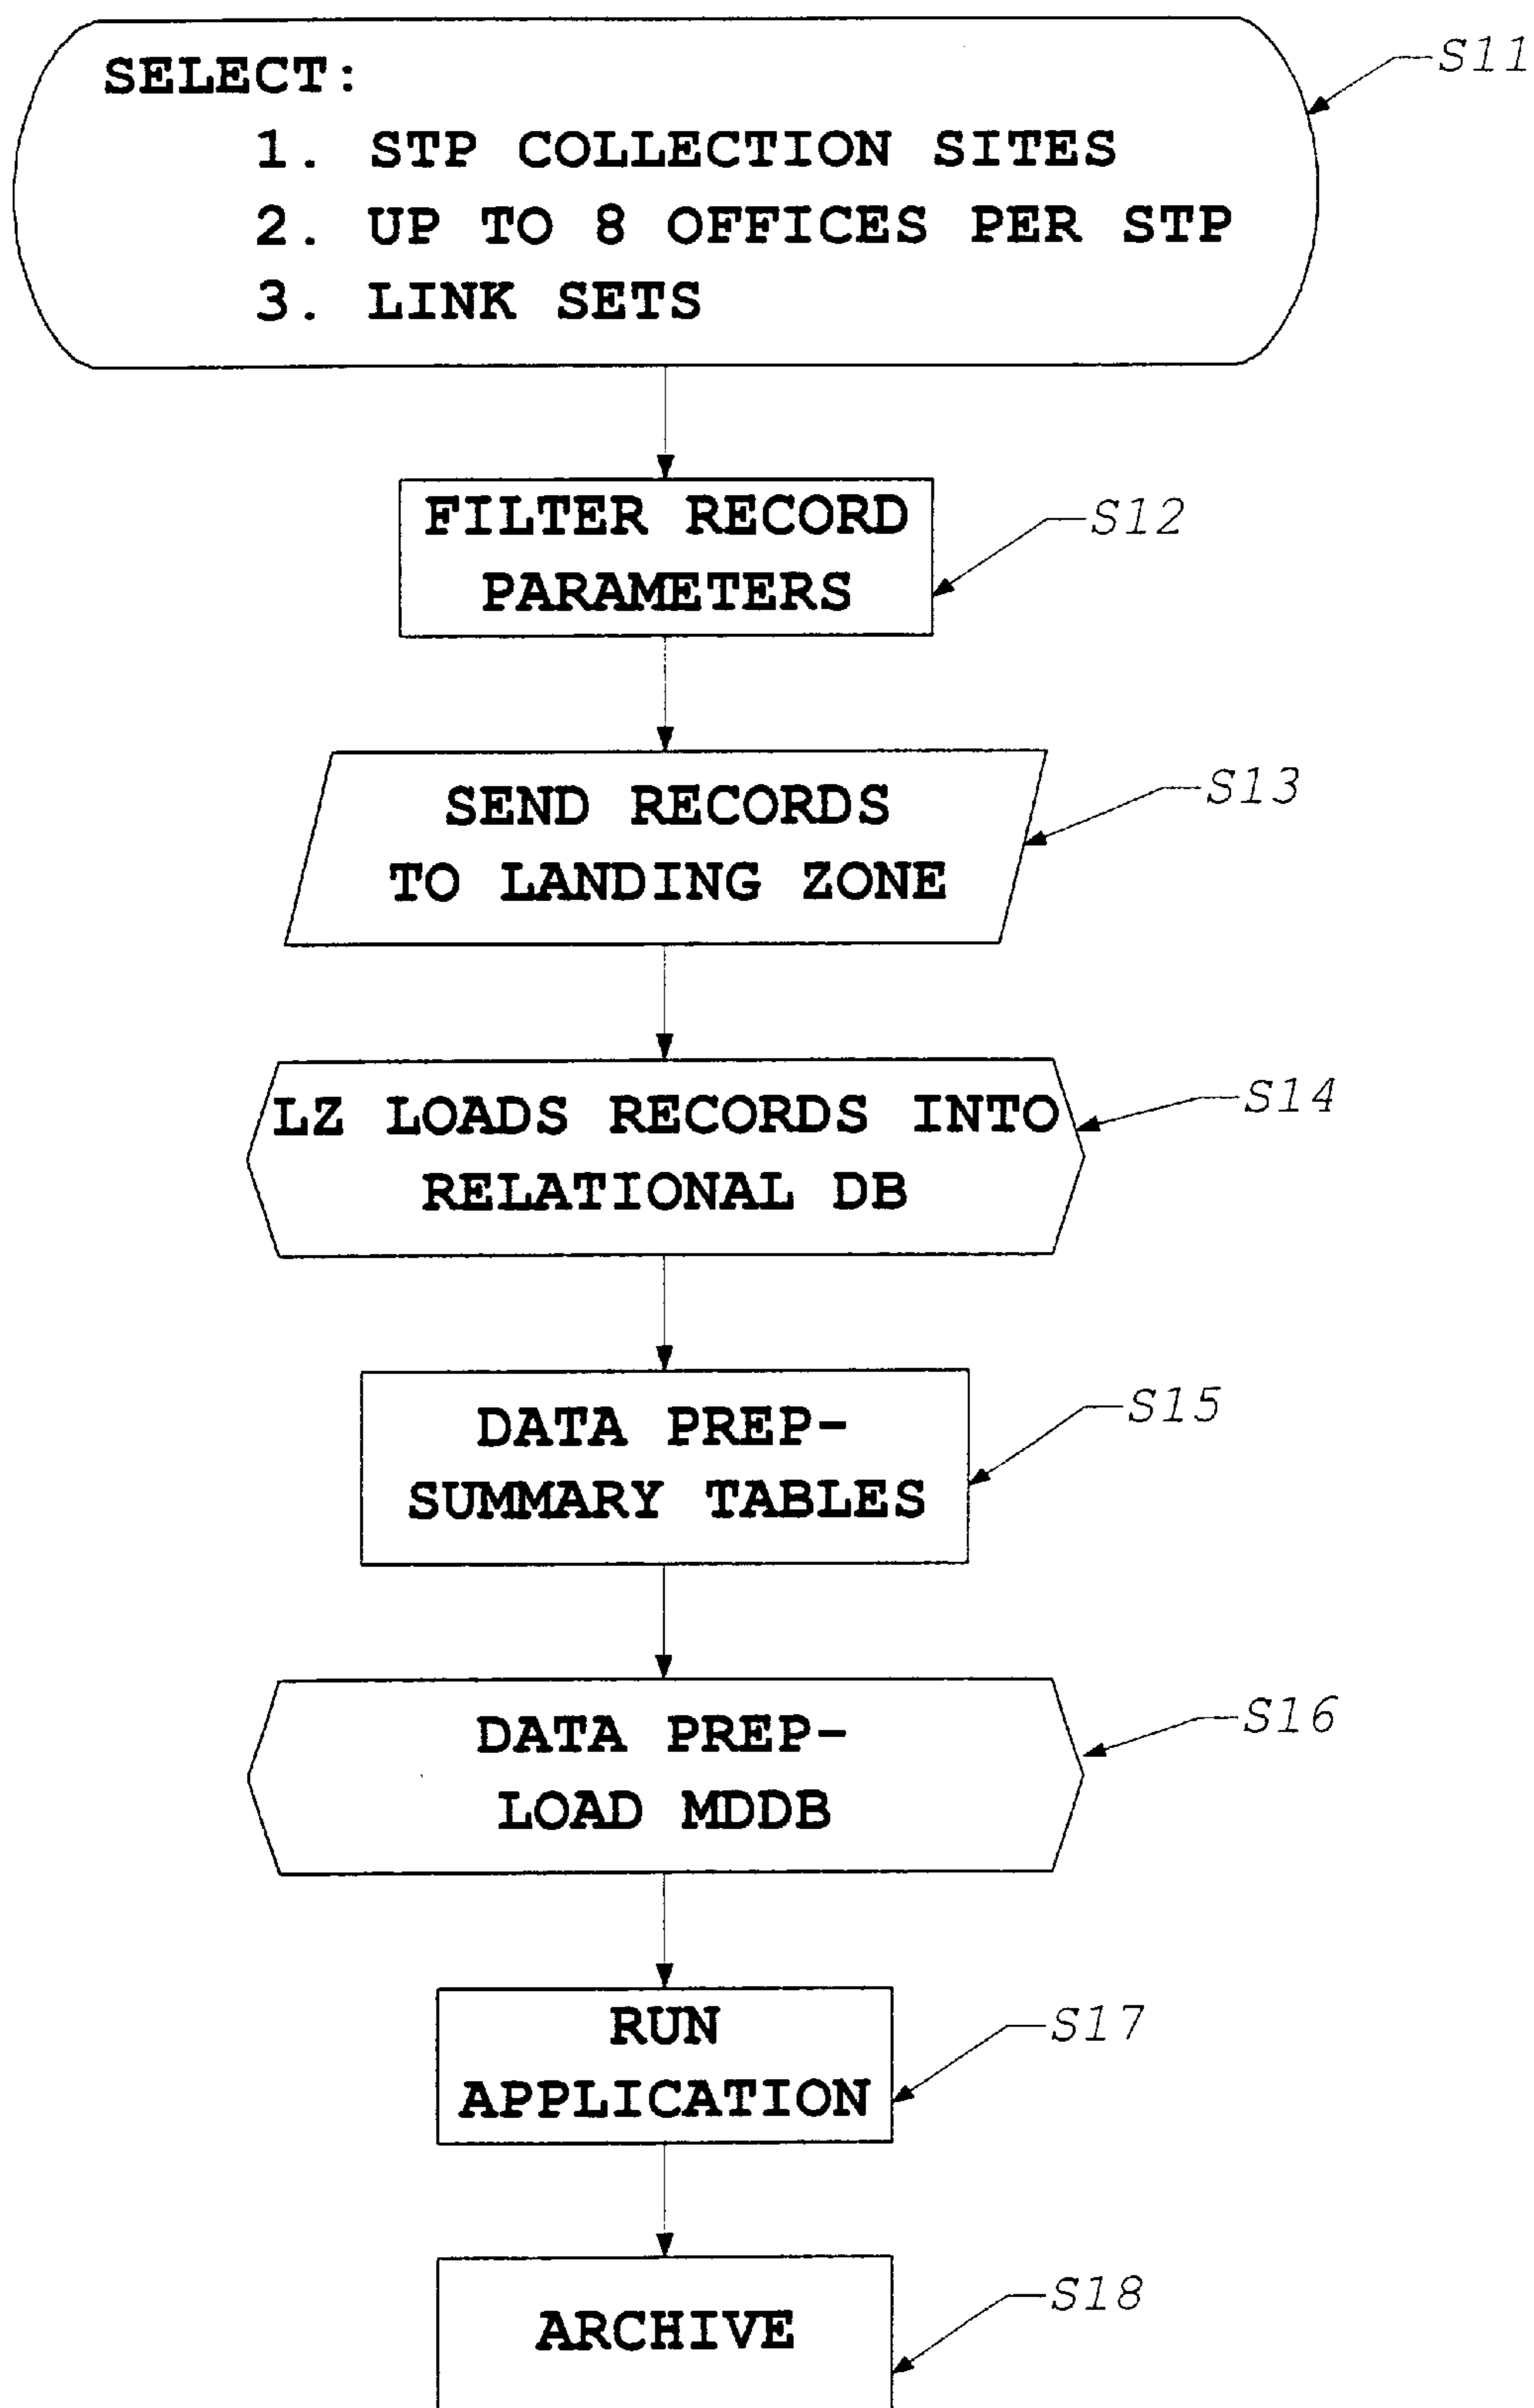 SELECT:
S11
1. STP COLLECTION SITES
2. UP TO 8 OFFICES PER STP
3. LINK SETS
FILTER RECORD
PARAMETERS
S12
SEND RECORDS
TO LANDING ZONE
S13
LZ LOADS RECORDS INTO
RELATIONAL DB
S14
DATA PREP-
SUMMARY TABLES
S15
DATA PREP-
LOAD MDDB
S16
RUN
APPLICATION
S17
ARCHIVE
S18